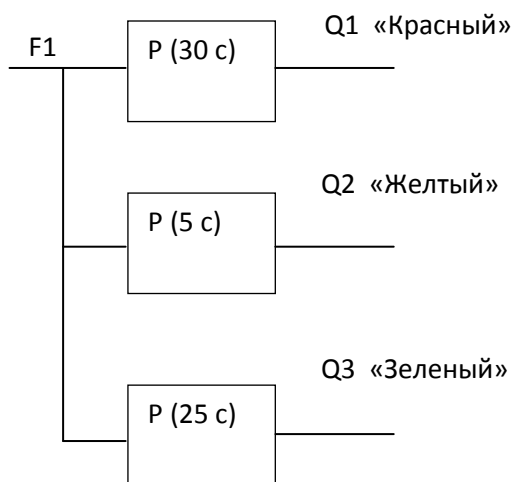 Q1 «Красный»
F1
P (30 c)
Q2 «Желтый»
P (5 c)
Q3 «Зеленый»
P (25 c)